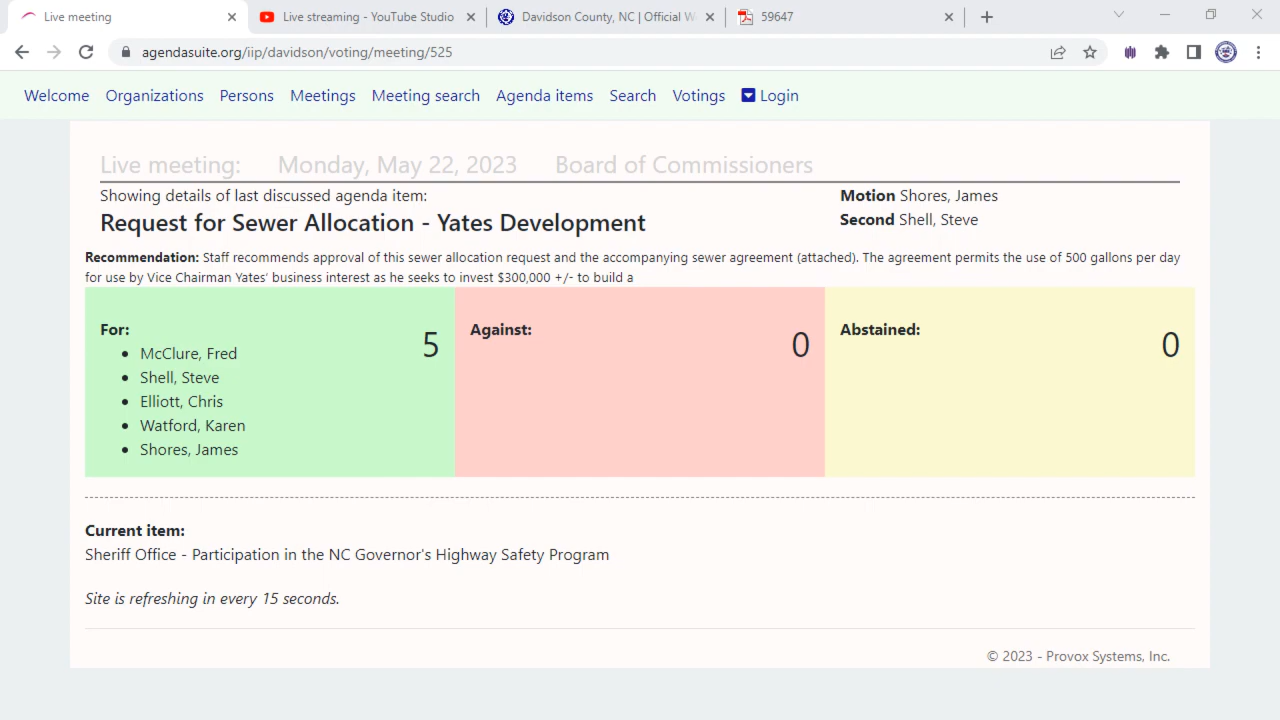 Live meeting
Live streaming - YouTube Studio
Davidson County, NC | Official W
59647
agendasuite.org/iip/davidson/voting/meeting/525
Welcome Organizations Persons Meetings Meeting search Agenda items Search Votings Login
Live meeting: Monday, May 22, 2023 Board of Commissioners
Showing details of last discussed agenda item:
Request for Sewer Allocation - Yates Development
Motion Shores, James
Second Shell, Steve
Recommendation: Staff recommends approval of this sewer allocation request and the accompanying sewer agreement (attached). The agreement permits the use of 500 gallons per day
for use by Vice Chairman Yates' business interest as he seeks to invest $300,000 +/- to build a
For: 5
McClure, Fred
Shell, Steve
Elliott, Chris
Watford, Karen
Shores, James
Against: 0
Abstained: 0
Current item:
Sheriff Office - Participation in the NC Governor's Highway Safety Program
Site is refreshing in every 15 seconds.
© 2023 - Provox Systems, Inc.